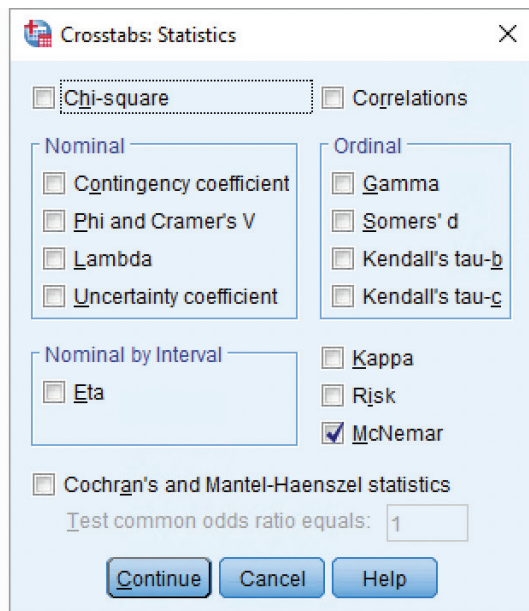 Crosstabs: Statistics
Chi-square
Correlations
Nominal
Contingency coefficient
Phi and Cramer's V
Lambda
Uncertainty coefficient
Ordinal
Gamma
Somers' d
Kendall's tau-b
Kendall's tau-c
Nominal by Interval
Eta
Kappa
Risk
McNemar
Cochran's and Mantel-Haenszel statistics
Test common odds ratio equals: 1
Continue Cancel Help